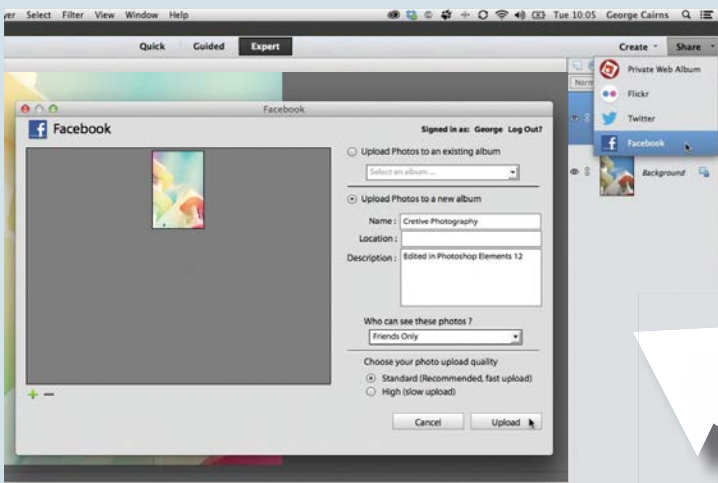 yer Select Filter View Window Help
Tue 10:05 George Cairns
Quick Guided Expert
Create Share
Private Web Album
Flickr
Twitter
Facebook
Background
Facebook
Facebook
Signed in as: George Log Out?
Upload Photos to an existing album
Select an album ...
Upload Photos to a new album
Name : Cretive Photography
Location :
Description : Edited in Photoshop Elements 12
Who can see these photos ?
Friends Only
Choose your photo upload quality
Standard (Recommended, fast upload)
High (slow upload)
Cancel Upload